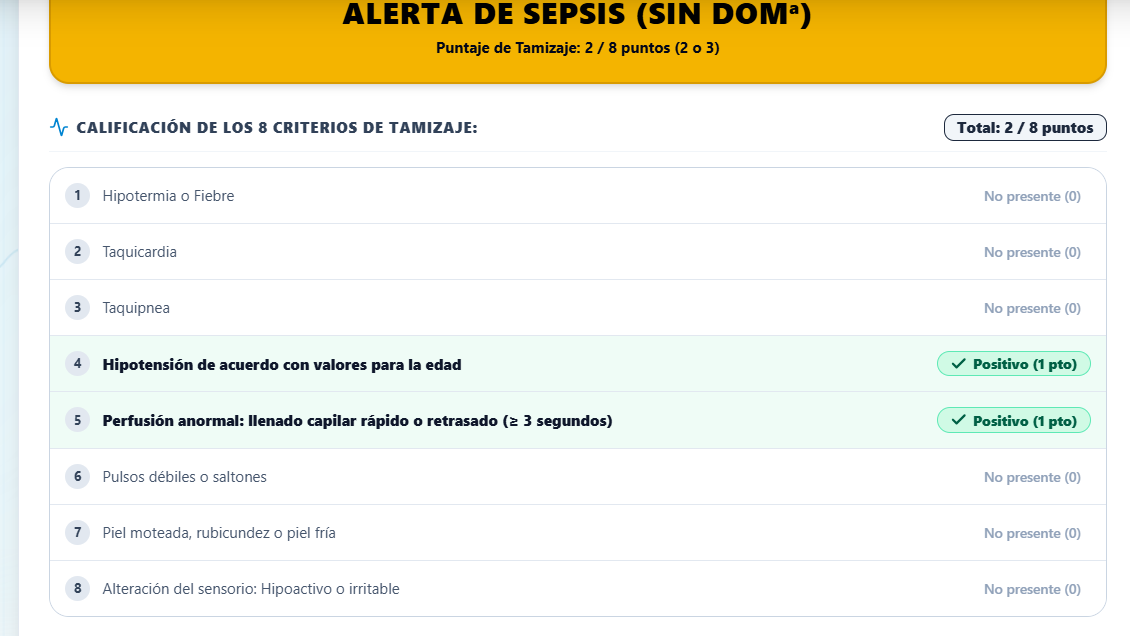 ALERTA DE SEPSIS (SIN DOMª)
Puntaje de Tamizaje: 2 / 8 puntos (2 o 3)
CALIFICACIÓN DE LOS 8 CRITERIOS DE TAMIZAJE:
Total: 2 / 8 puntos
1 Hipotermia o Fiebre No presente (0)
2 Taquicardia No presente (0)
3 Taquipnea No presente (0)
4 Hipotensión de acuerdo con valores para la edad ✓ Positivo (1 pto)
5 Perfusión anormal: llenado capilar rápido o retrasado (≥ 3 segundos) ✓ Positivo (1 pto)
6 Pulsos débiles o saltones No presente (0)
7 Piel moteada, rubicundez o piel fría No presente (0)
8 Alteración del sensorio: Hipoactivo o irritable No presente (0)